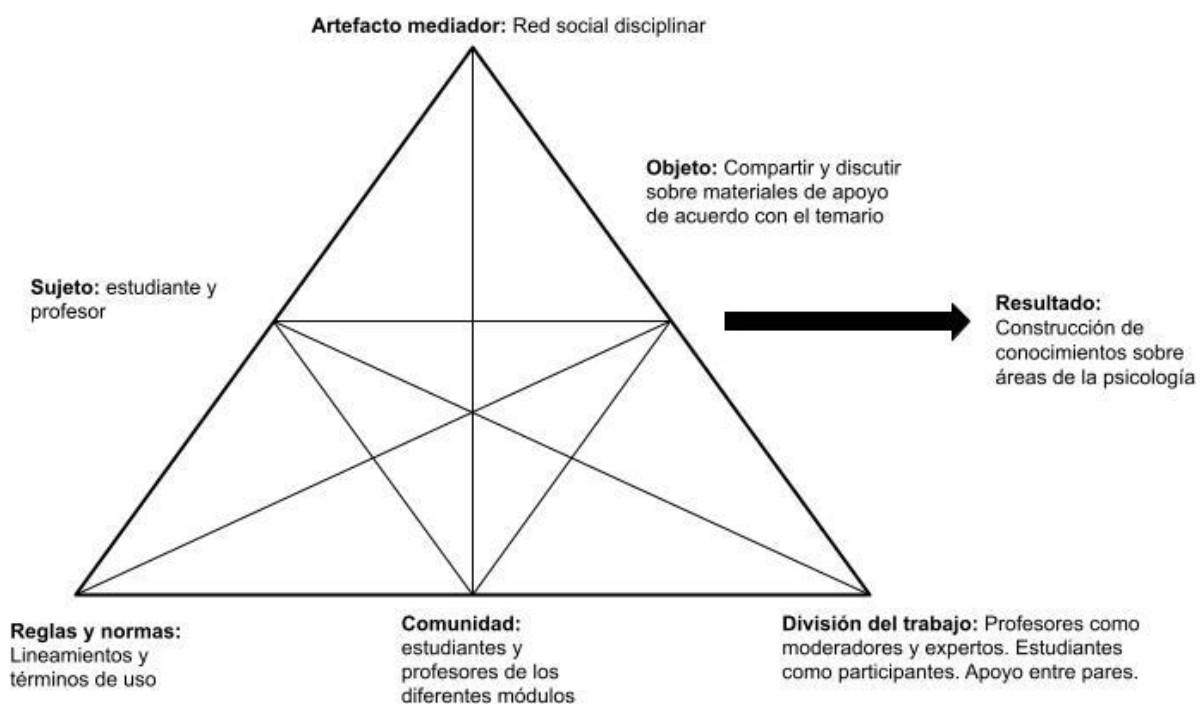 Artefacto mediador: Red social disciplinar
Objeto: Compartir y discutir
sobre materiales de apoyo
de acuerdo con el temario
Sujeto: estudiante y
profesor
Resultado:
Construcción de
conocimientos sobre
áreas de la psicología
Reglas y normas:
Lineamientos y
términos de uso
Comunidad:
estudiantes y
profesores de los
diferentes módulos
División del trabajo: Profesores como
moderadores y expertos. Estudiantes
como participantes. Apoyo entre pares.